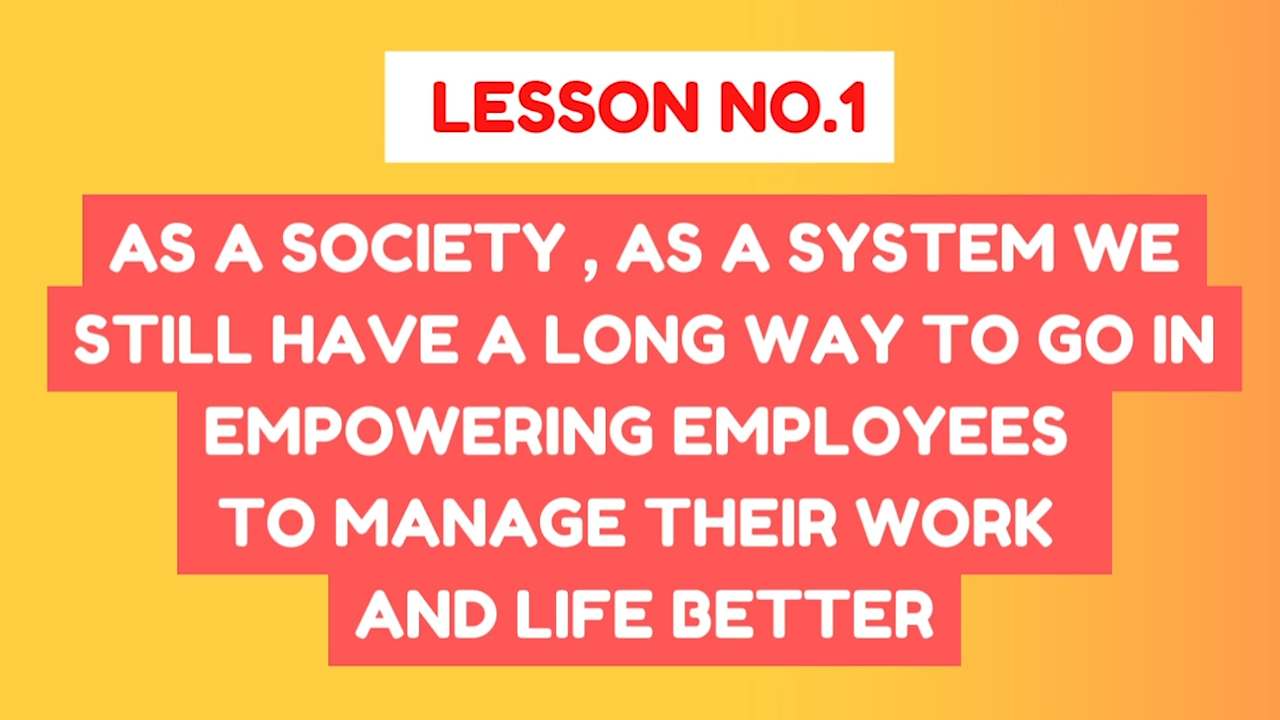 LESSON NO.1
AS A SOCIETY , AS A SYSTEM WE
STILL HAVE A LONG WAY TO GO IN
EMPOWERING EMPLOYEES
TO MANAGE THEIR WORK
AND LIFE BETTER